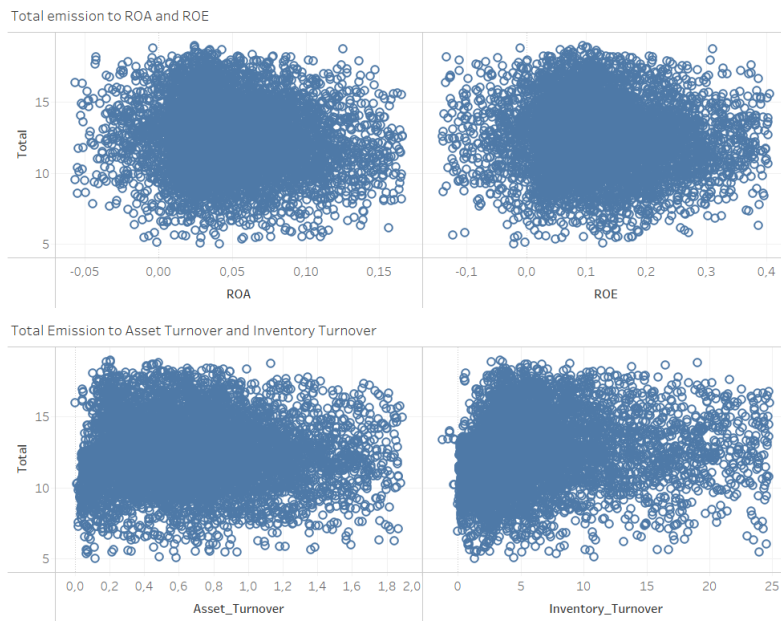 Total emission to ROA and ROE
Total
15
10
5
-0,05 0,00 0,05 0,10 0,15
-0,1 0,0 0,1 0,2 0,3 0,4
ROA ROE
Total Emission to Asset Turnover and Inventory Turnover
Total
15
10
5
0,0 0,2 0,4 0,6 0,8 1,0 1,2 1,4 1,6 1,8 2,0
0 5 10 15 20 25
Asset_Turnover Inventory_Turnover